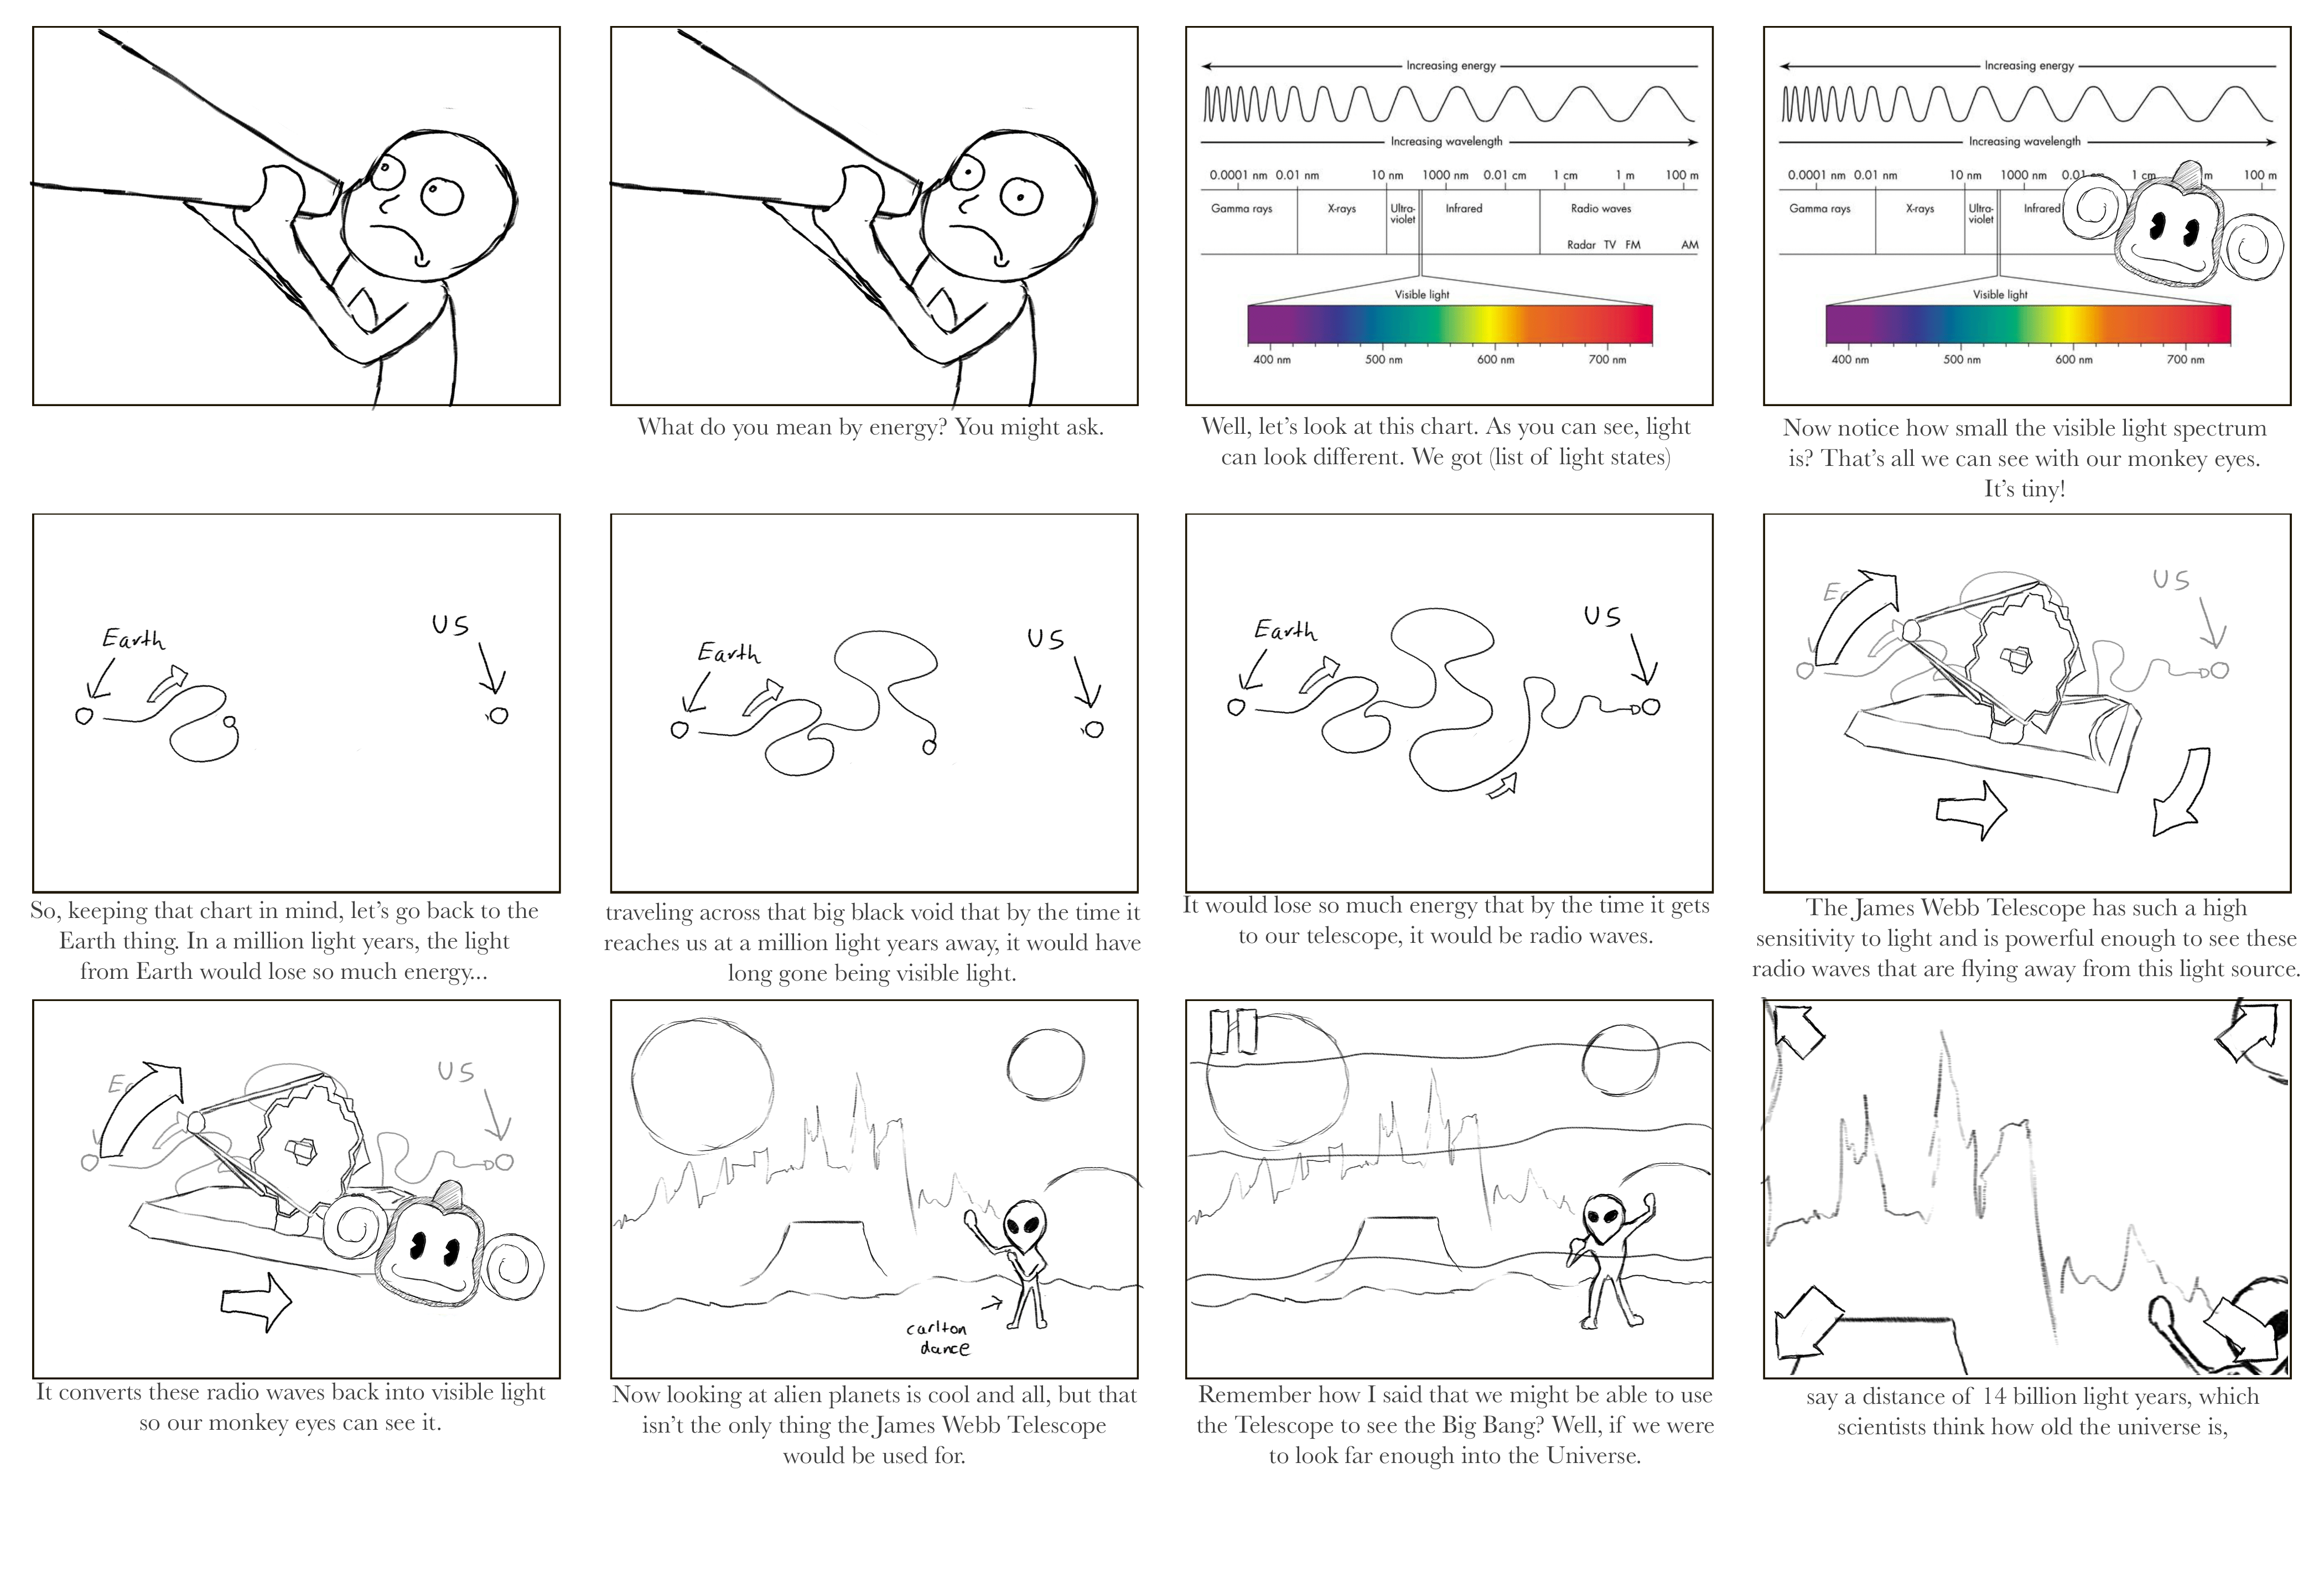 Increasing energy
Increasing wavelength
0.0001 nm 0.01 nm 10 nm 1000 nm 0.01 cm 1 cm 1 m 100 m
Gamma rays X-rays Ultra- Infrared Radio waves
violet
Radar TV FM AM
Visible light
400 nm 500 nm 600 nm 700 nm
Increasing energy
Increasing wavelength
0.0001 nm 0.01 nm 10 nm 1000 nm 0.01 cm 1 cm m 100 m
Gamma rays X-rays Ultra- Infrared
violet
Visible light
400 nm 500 nm 600 nm 700 nm
What do you mean by energy? You might ask.
Well, let's look at this chart. As you can see, light
can look different. We got (list of light states)
Now notice how small the visible light spectrum
is? That's all we can see with our monkey eyes.
It's tiny!
Earth
US
Earth
US
Earth
US
US
So, keeping that chart in mind, let's go back to the
Earth thing. In a million light years, the light
from Earth would lose so much energy...
traveling across that big black void that by the time it
reaches us at a million light years away, it would have
long gone being visible light.
It would lose so much energy that by the time it gets
to our telescope, it would be radio waves.
The James Webb Telescope has such a high
sensitivity to light and is powerful enough to see these
radio waves that are flying away from this light source.
US
carlton
dance
It converts these radio waves back into visible light
so our monkey eyes can see it.
Now looking at alien planets is cool and all, but that
isn't the only thing the James Webb Telescope
would be used for.
Remember how I said that we might be able to use
the Telescope to see the Big Bang? Well, if we were
to look far enough into the Universe.
say a distance of 14 billion light years, which
scientists think how old the universe is,